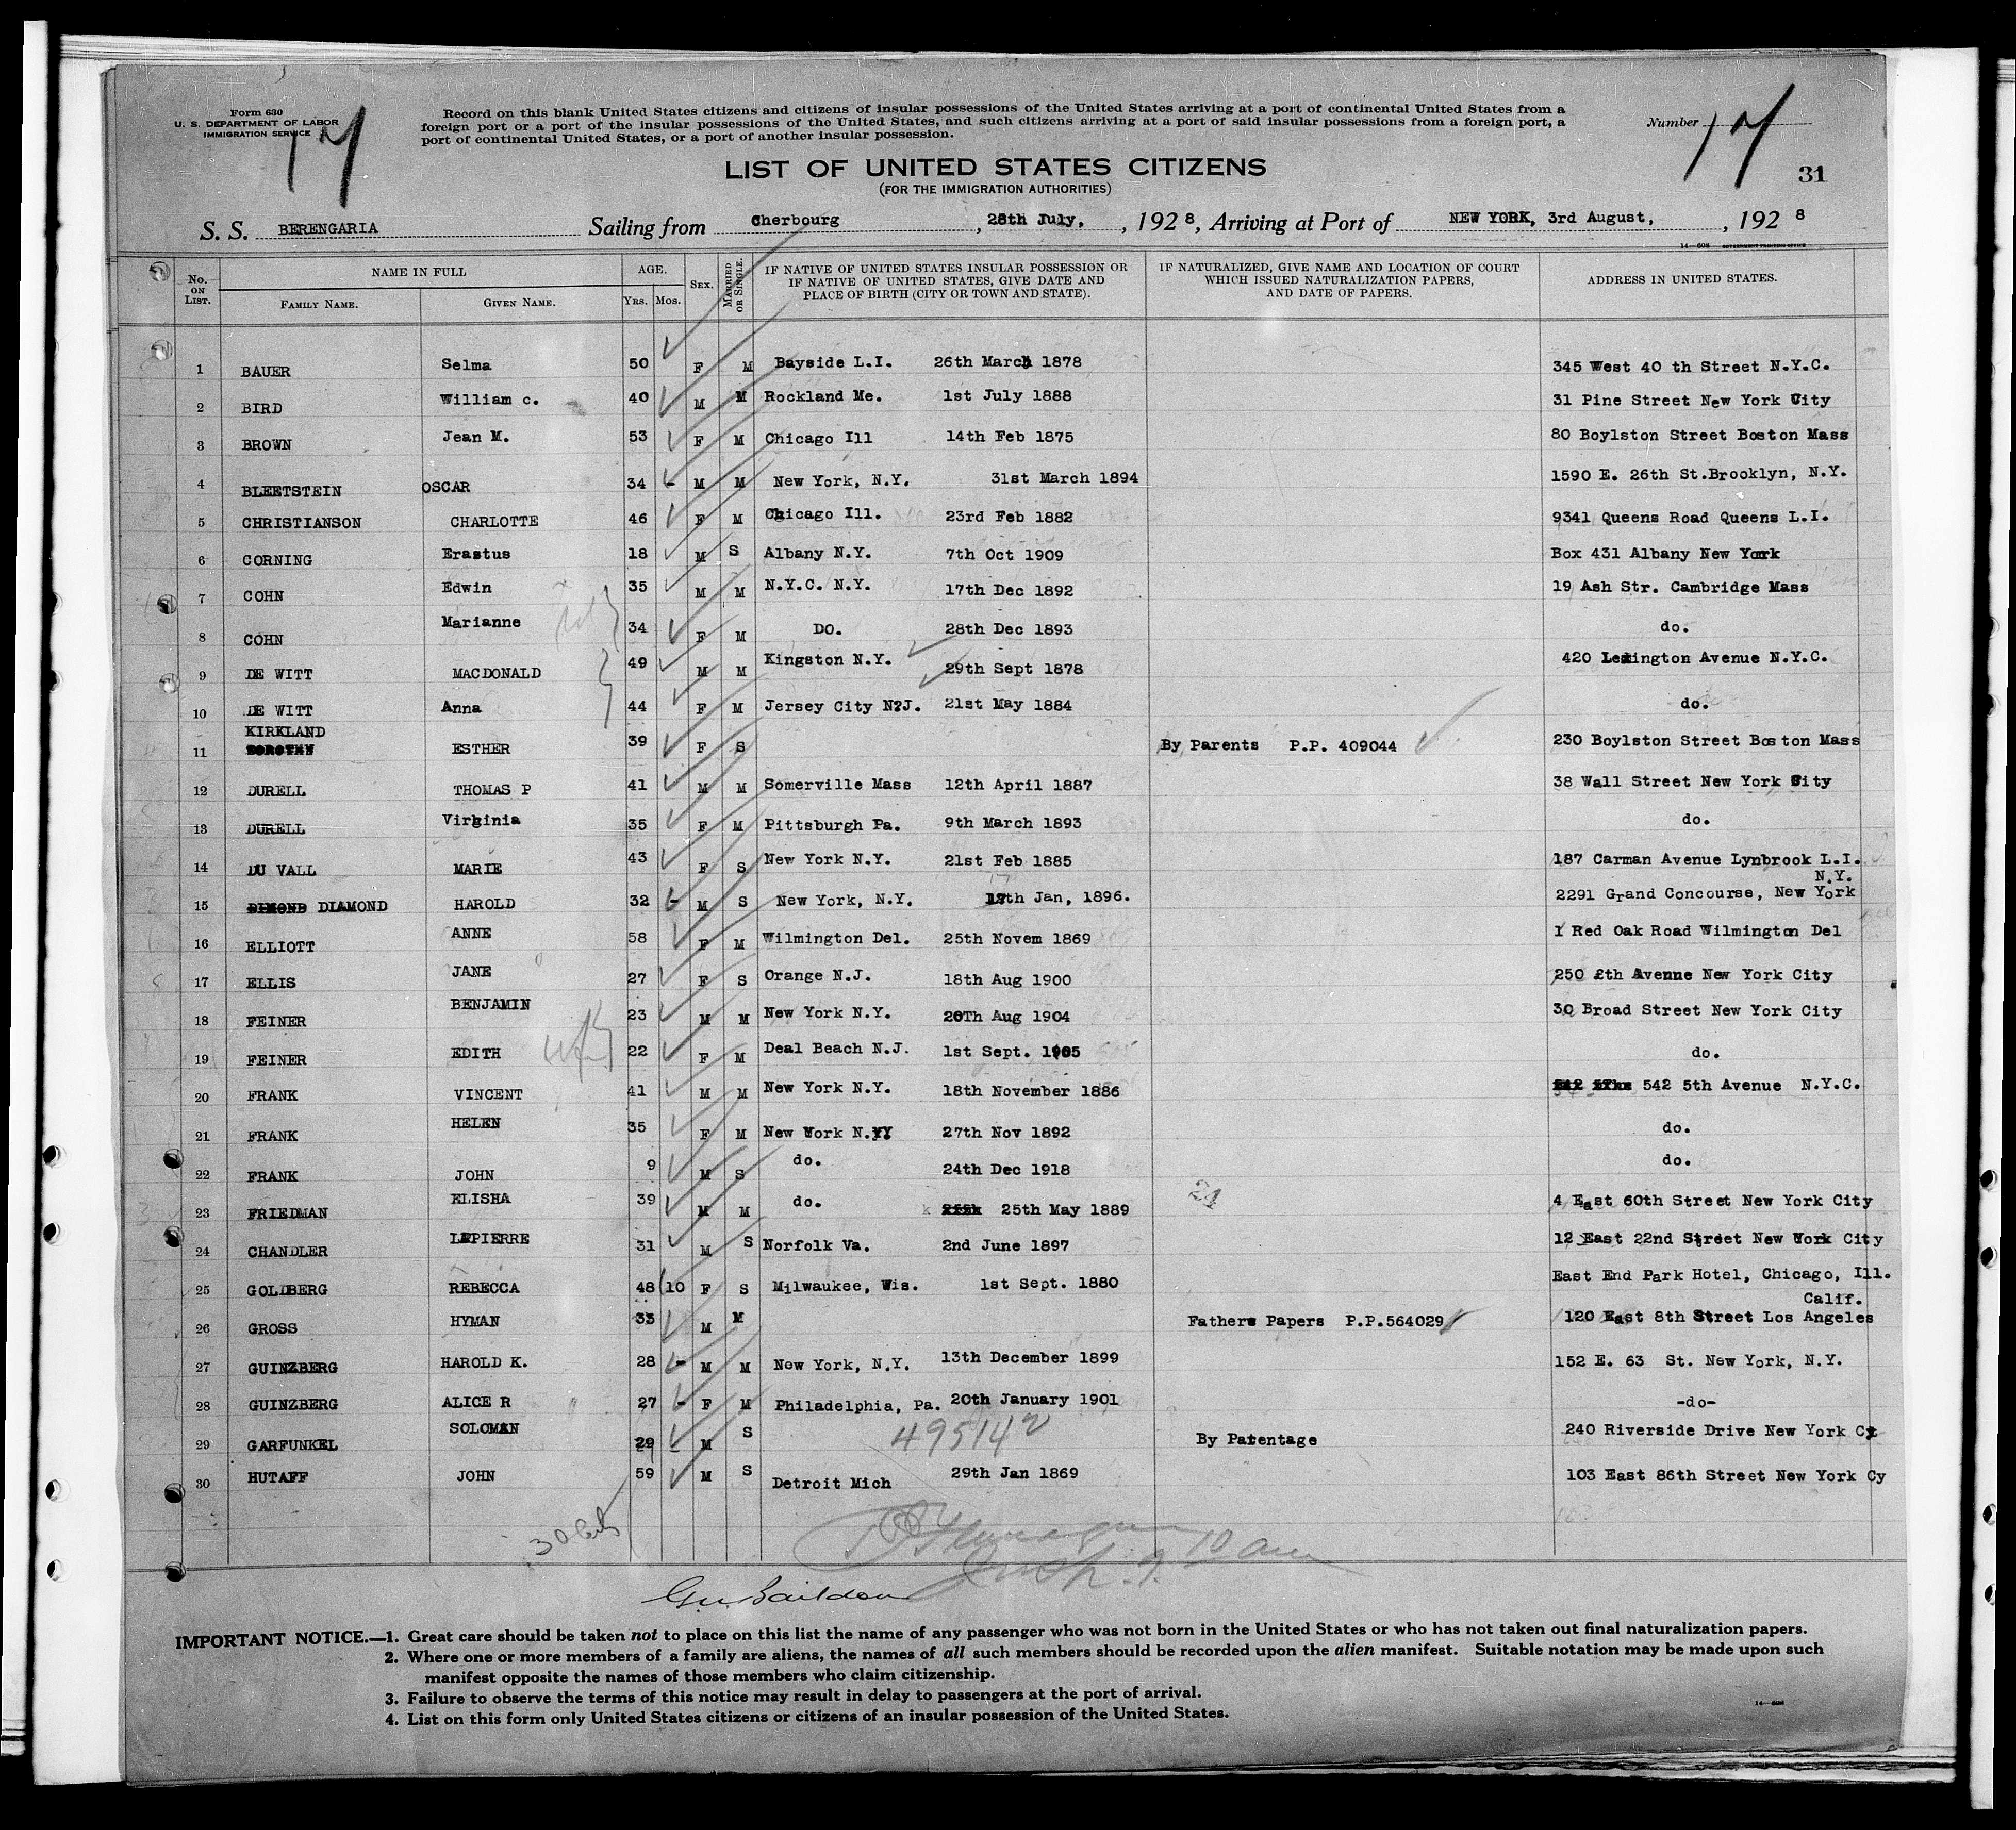 Form 630
U. S. DEPARTMENT OF LABOR
IMMIGRATION SERVICE
17
Record on this blank United States citizens and citizens of insular possessions of the United States arriving at a port of continental United States from a
foreign port or a port of the insular possessions of the United States, and such citizens arriving at a port of said insular possessions from a foreign port, a
port of continental United States, or a port of another insular possession.
Number 17
31
LIST OF UNITED STATES CITIZENS
(FOR THE IMMIGRATION AUTHORITIES)
S. S. BERENGARIA Sailing from Cherbourg, 28th July, , 1928, Arriving at Port of NEW YORK, 3rd August, , 1928
14—608 GOVERNMENT PRINTING OFFICE
No. ON LIST. NAME IN FULL FAMILY NAME. GIVEN NAME. AGE. YRS. MOS. SEX. MARRIED OR SINGLE. IF NATIVE OF UNITED STATES INSULAR POSSESSION OR IF NATIVE OF UNITED STATES, GIVE DATE AND PLACE OF BIRTH (CITY OR TOWN AND STATE). IF NATURALIZED, GIVE NAME AND LOCATION OF COURT WHICH ISSUED NATURALIZATION PAPERS, AND DATE OF PAPERS. ADDRESS IN UNITED STATES.
1 BAUER Selma 50 F M Bayside L.I. 26th March 1878 345 West 40 th Street N.Y.C.
2 BIRD William c. 40 M M Rockland Me. 1st July 1888 31 Pine Street New York City
3 BROWN Jean M. 53 F M Chicago Ill 14th Feb 1875 80 Boylston Street Boston Mass
4 BLEETSTEIN OSCAR 34 - M M New York, N.Y. 31st March 1894 1590 E. 26th St.Brooklyn, N.Y.
5 CHRISTIANSON CHARLOTTE 46 F M Chicago Ill. 23rd Feb 1882 9341 Queens Road Queens L.I.
6 CORNING Erastus 18 M S Albany N.Y. 7th Oct 1909 Box 431 Albany New York
7 COHN Edwin 35 M M N.Y.C. N.Y. 17th Dec 1892 19 Ash Str. Cambridge Mass
8 COHN Marianne 34 F M DO. 28th Dec 1893 do.
9 DE WITT MACDONALD 49 M M Kingston N.Y. 29th Sept 1878 420 Lexington Avenue N.Y.C.
10 DE WITT Anna 44 F M Jersey City N?J. 21st May 1884 do.
KIRKLAND
11 DOROTHY ESTHER 39 F S By Parents P.P. 409044 230 Boylston Street Boston Mass
12 DURELL THOMAS P 41 M M Somerville Mass 12th April 1887 38 Wall Street New York City
13 DURELL Virginia 35 F M Pittsburgh Pa. 9th March 1893 do.
14 DU VALL MARIE 43 F S New York N.Y. 21st Feb 1885 187 Carman Avenue Lynbrook L.I.
N.Y.
15 DIMOND DIAMOND HAROLD 32 - M S New York, N.Y. 17th Jan, 1896. 2291 Grand Concourse, New York
16 ELLIOTT ANNE 58 F M Wilmington Del. 25th Novem 1869 1 Red Oak Road Wilmington Del
17 ELLIS JANE 27 F S Orange N.J. 18th Aug 1900 250 £th Avenne New York City
18 FEINER BENJAMIN 23 M M New York N.Y. 20Th Aug 1904 30 Broad Street New York City
19 FEINER EDITH 22 F M Deal Beach N.J. 1st Sept. 1905 do.
20 FRANK VINCENT 41 M M New York N.Y. 18th November 1886 542 5th Avenue N.Y.C.
21 FRANK HELEN 35 F M New York N.Y 27th Nov 1892 do.
22 FRANK JOHN 9 M S do. 24th Dec 1918 do.
23 FRIEDMAN ELISHA 39 M M do. 25th May 1889 24 4 East 60th Street New York City
24 CHANDLER LEPIERRE 31 M S Norfolk Va. 2nd June 1897 12 East 22nd Street New York City
25 GOLDBERG REBECCA 48 10 F S Milwaukee, Wis. 1st Sept. 1880 East End Park Hotel, Chicago, Ill.
Calif.
26 GROSS HYMAN 33 M M Fathers Papers P.P.564029 120 East 8th Street Los Angeles
27 GUINZBERG HAROLD K. 28 - M M New York, N.Y. 13th December 1899 152 E. 63 St. New York, N.Y.
28 GUINZBERG ALICE R 27 - F M Philadelphia, Pa. 20th January 1901 -do-
29 GARFUNKEL SOLOMAN 29 M S 495142 By Parentage 240 Riverside Drive New York Ct
30 HUTAFF JOHN 59 M S Detroit Mich 29th Jan 1869 103 East 86th Street New York Cy
10 am
IMPORTANT NOTICE.—1. Great care should be taken not to place on this list the name of any passenger who was not born in the United States or who has not taken out final naturalization papers.
2. Where one or more members of a family are aliens, the names of all such members should be recorded upon the alien manifest. Suitable notation may be made upon such
manifest opposite the names of those members who claim citizenship.
3. Failure to observe the terms of this notice may result in delay to passengers at the port of arrival.
4. List on this form only United States citizens or citizens of an insular possession of the United States.
14—608